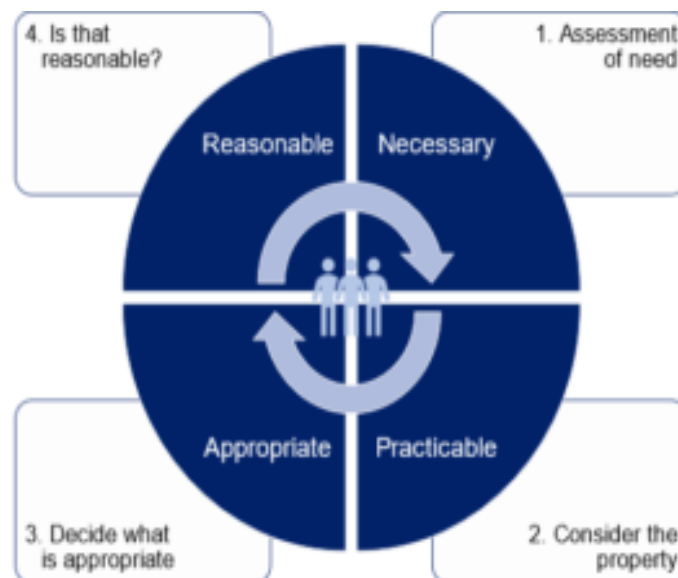 4. Is that
reasonable?
1. Assessment
of need
Reasonable
Necessary
Appropriate
Practicable
3. Decide what
is appropriate
2. Consider the
property